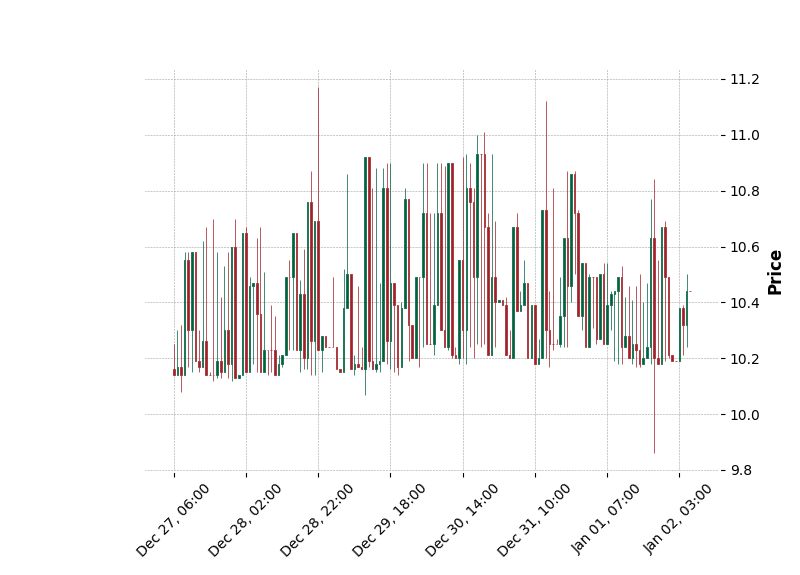 11.2
11.0
10.8
10.6
10.4
10.2
10.0
9.8
Price
Dec 27, 06:00
Dec 28, 02:00
Dec 28, 22:00
Dec 29, 18:00
Dec 30, 14:00
Dec 31, 10:00
Jan 01, 07:00
Jan 02, 03:00